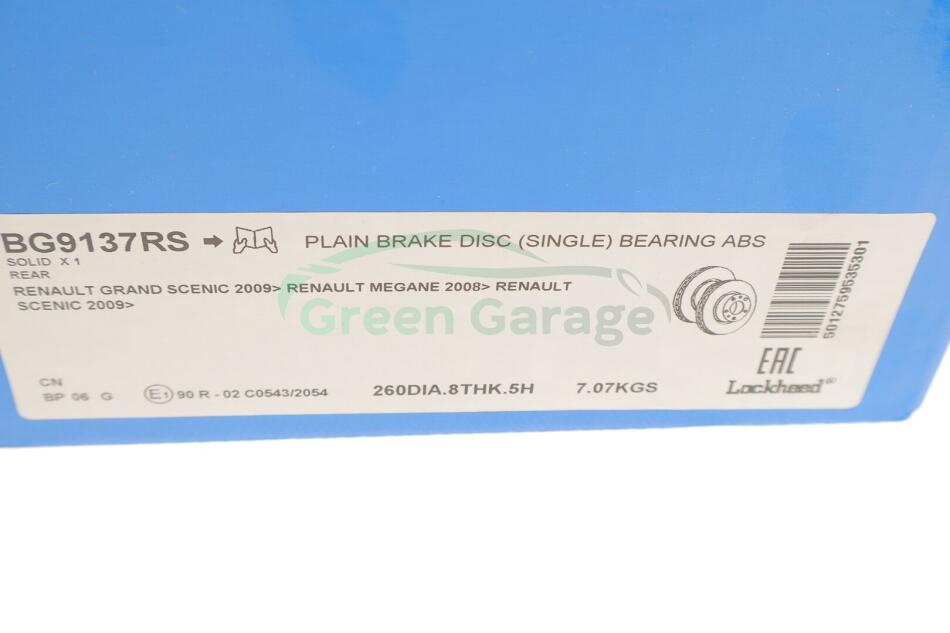 BG9137RS
PLAIN BRAKE DISC (SINGLE) BEARING ABS
SOLID X 1
REAR
RENAULT GRAND SCENIC 2009> RENAULT MEGANE 2008> RENAULT
SCENIC 2009>
Green Garage
5012759535301
EAC
CN
BP 06 G
E1 90 R - 02 C0543/2054
260DIA.8THK.5H
7.07KGS
Lockheed®